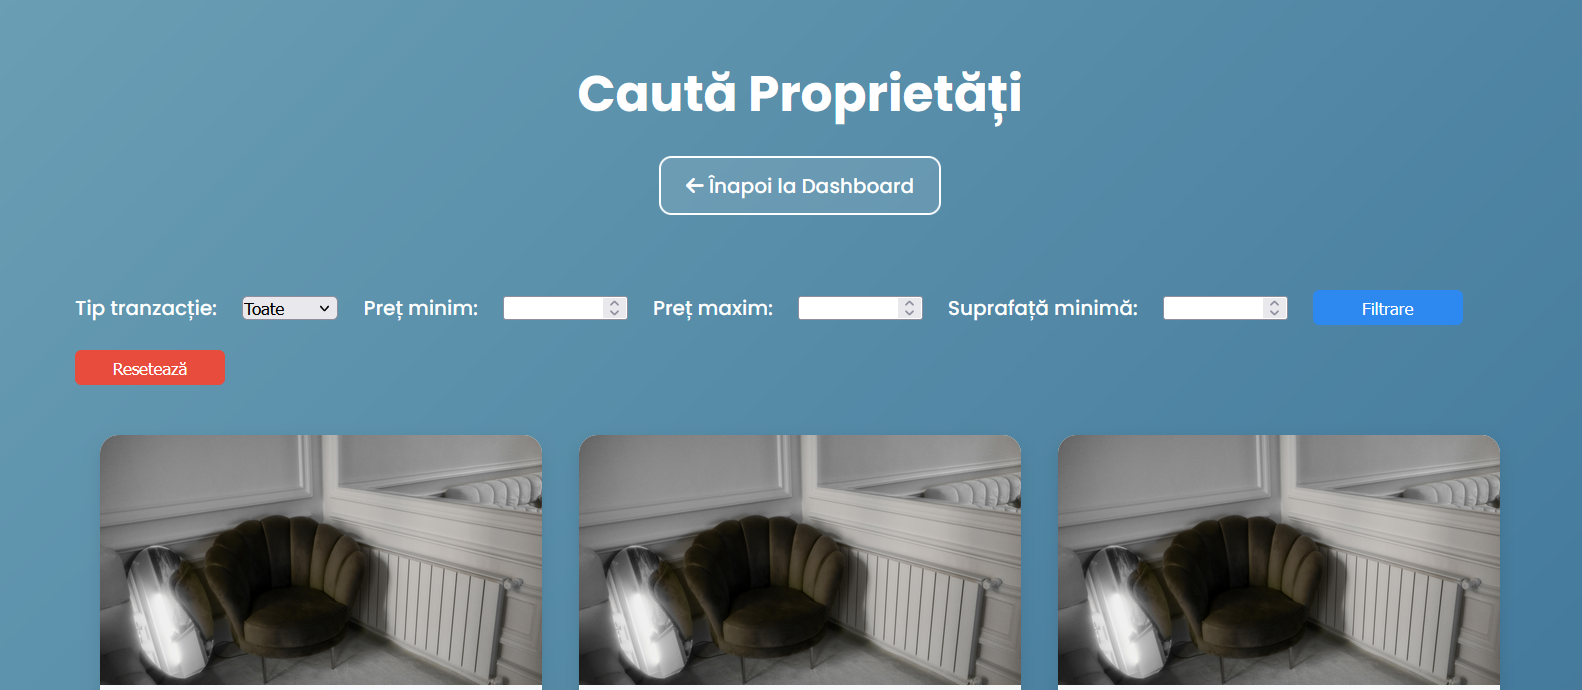 Caută Proprietăți
Înapoi la Dashboard
Tip tranzacție: Toate Preț minim: Preț maxim: Suprafață minimă: Filtrare
Resetează